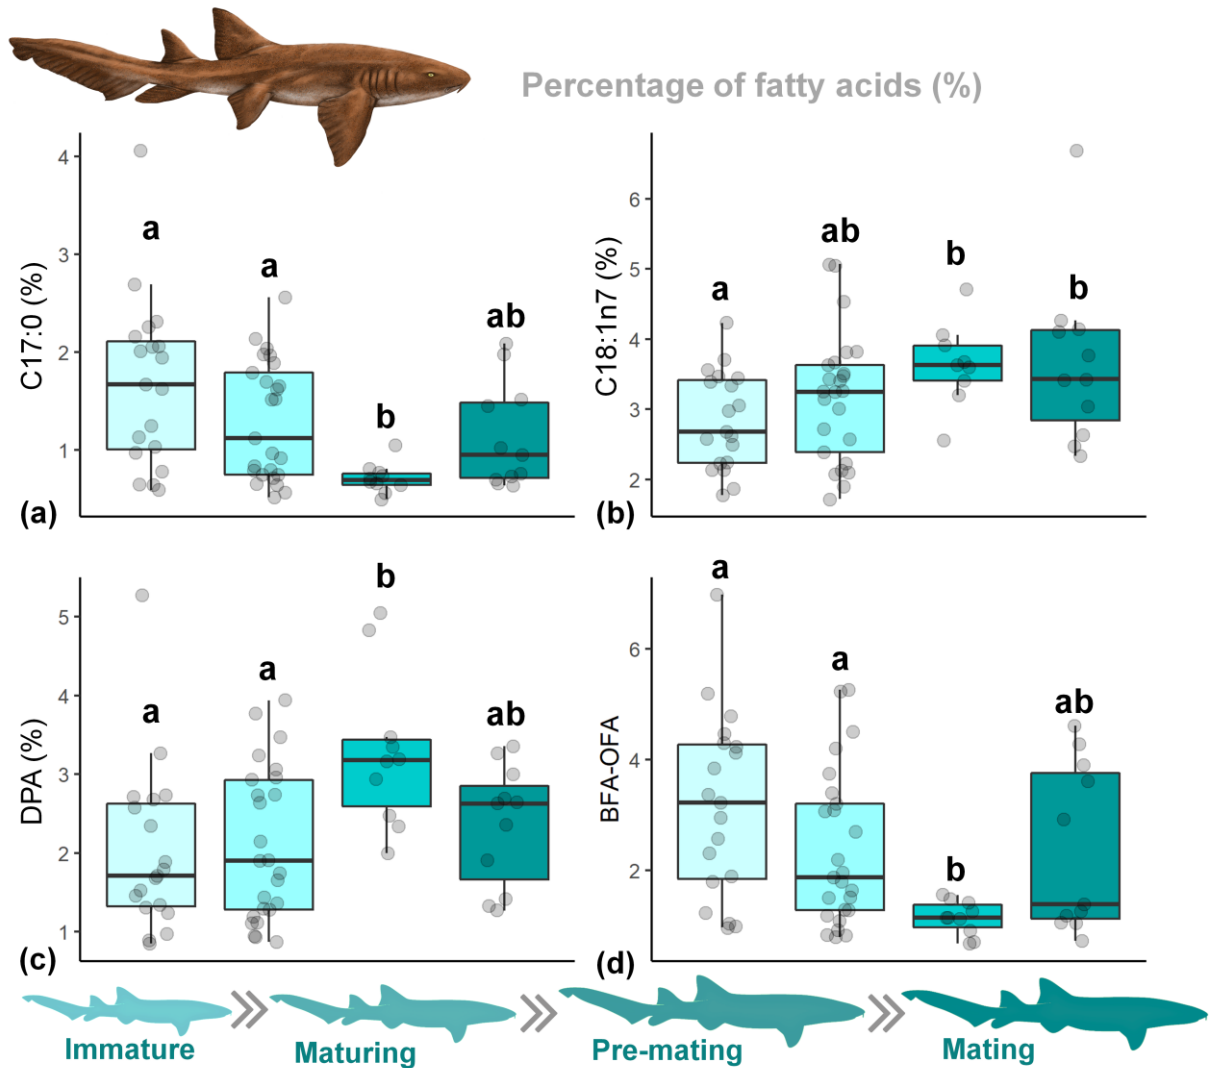 Percentage of fatty acids (%)
4
3
2
1
C17:0 (%)
a
a
b
ab
(a)
6
5
4
3
2
C18:1n7 (%)
a
ab
b
b
(b)
5
4
3
2
1
DPA (%)
a
a
b
ab
(c)
6
4
2
BFA-OFA
a
a
b
ab
(d)
Immature
Maturing
Pre-mating
Mating